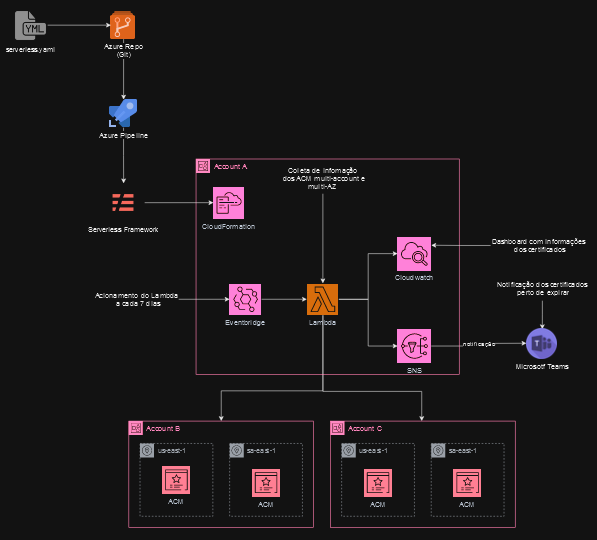 YML
serverless.yaml
Azure Repo
(Git)
Azure Pipeline
Serverless Framework
Account A
Coleta de Infomação
dos ACM multi-account e
multi-AZ
CloudFormation
Acionamento do Lambda
a cada 7 dias
Eventbridge
Lambda
Cloudwatch
Dashboard com informações
dos certificados
Notificação dos certificados
perto de expirar
SNS
notificação
Microsotf Teams
Account B
us-east-1
ACM
sa-east-1
ACM
Account C
us-east-1
ACM
sa-east-1
ACM